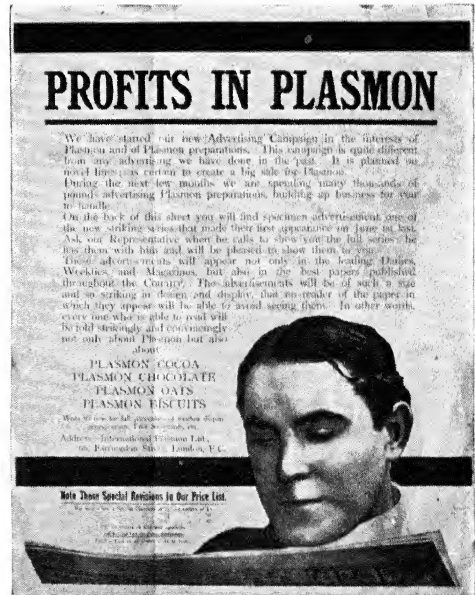 PROFITS IN PLASMON
We have started our new Advertising Campaign in the interests of
Plasmon and of Plasmon preparations. This campaign is quite different
from any advertising we have done in the past. It is planned on
novel lines, is certain to create a big sale for Plasmon.
During the next few months we are spending many thousands of
pounds advertising Plasmon preparations, building up business for you
to handle.
On the back of this sheet you will find specimen advertisement, one of
the new striking series that made their first appearance on June 1st last.
Ask our Representative when he calls to show you the full series; he
has them with him and will be pleased to show them to you.
These advertisements will appear not only in the leading Dailies,
Weeklies, and Magazines, but also in the best papers published
throughout the Country. The advertisements will be of such a size
and so striking in design and display, that no reader of the paper in
which they appear will be able to avoid seeing them. In other words,
every one who is able to read will
be told strikingly and convincingly
not only about Plasmon but also
about
PLASMON COCOA
PLASMON CHOCOLATE
PLASMON OATS
PLASMON BISCUITS
Write to now for full
Address: International Plasmon Ltd.,
Farringdon Street, London, E.C.
Note These Special Revisions in Our Price List.